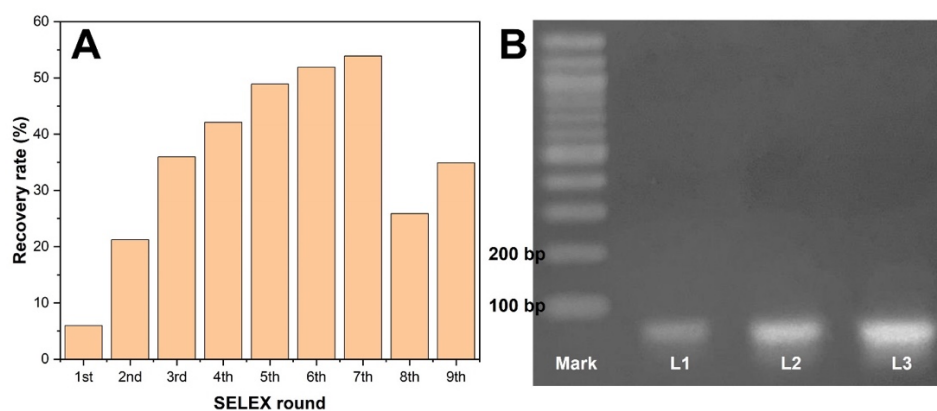 A
Recovery rate (%)
60
50
40
30
20
10
0
1st 2nd 3rd 4th 5th 6th 7th 8th 9th
SELEX round
B
200 bp
100 bp
Mark L1 L2 L3